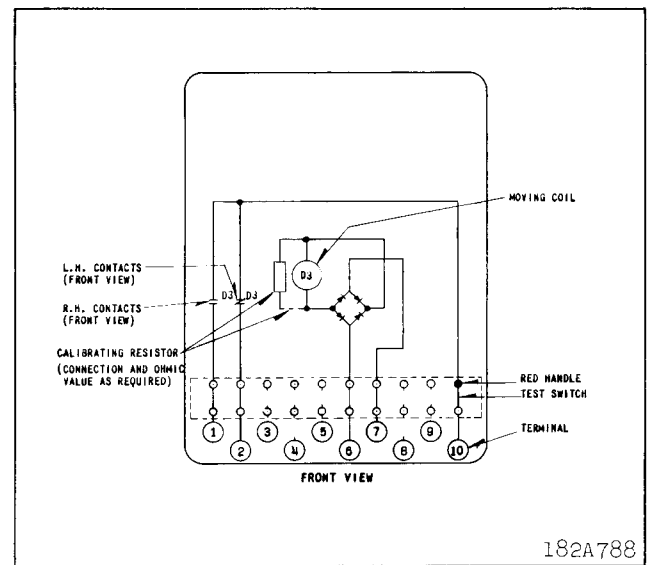 MOVING COIL
L.H. CONTACTS
(FRONT VIEW)
D3 D3
D3
R.H. CONTACTS
(FRONT VIEW)
CALIBRATING RESISTOR
(CONNECTION AND OHMIC
VALUE AS REQUIRED)
RED HANDLE
TEST SWITCH
TERMINAL
1 3 5 7 9
2 4 6 8 10
FRONT VIEW
182A788